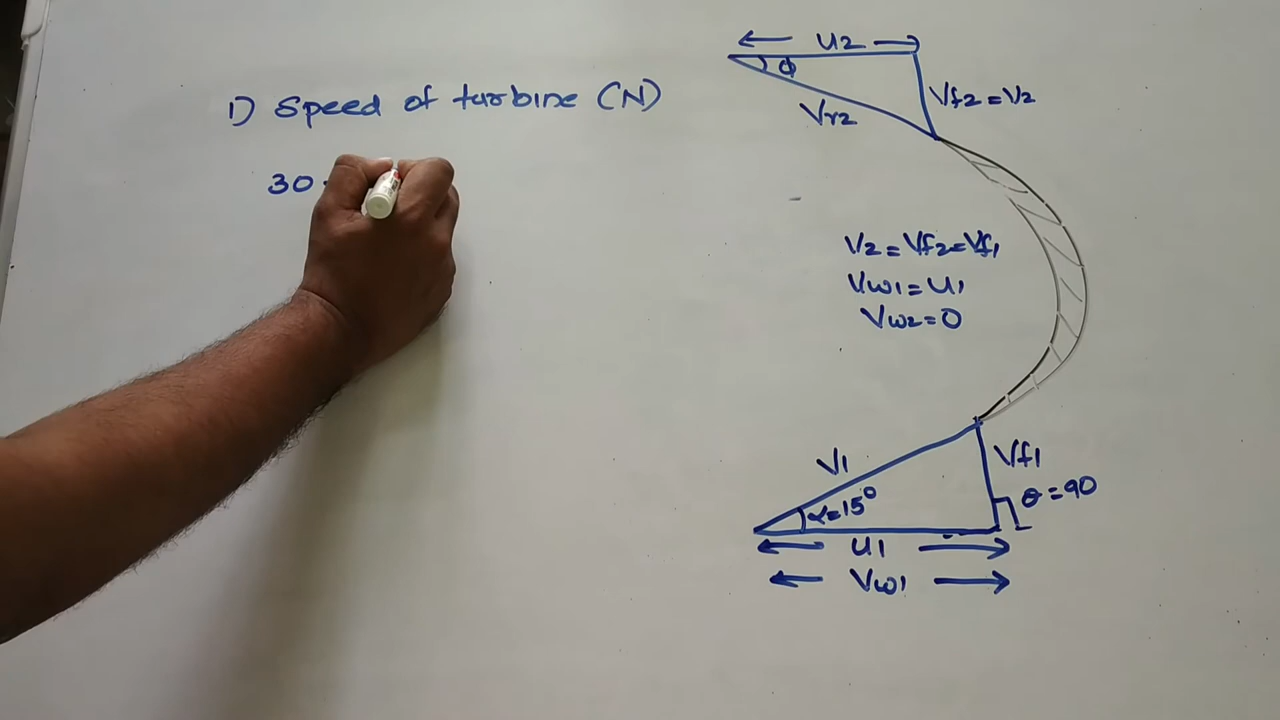 1) Speed of turbine (N)
30
U2
ϕ
Vr2
Vf2 = V2
V2 = Vf2 = Vf1
Vw1 = U1
Vw2 = 0
V1
Vf1
α=15°
θ = 90
U1
Vw1